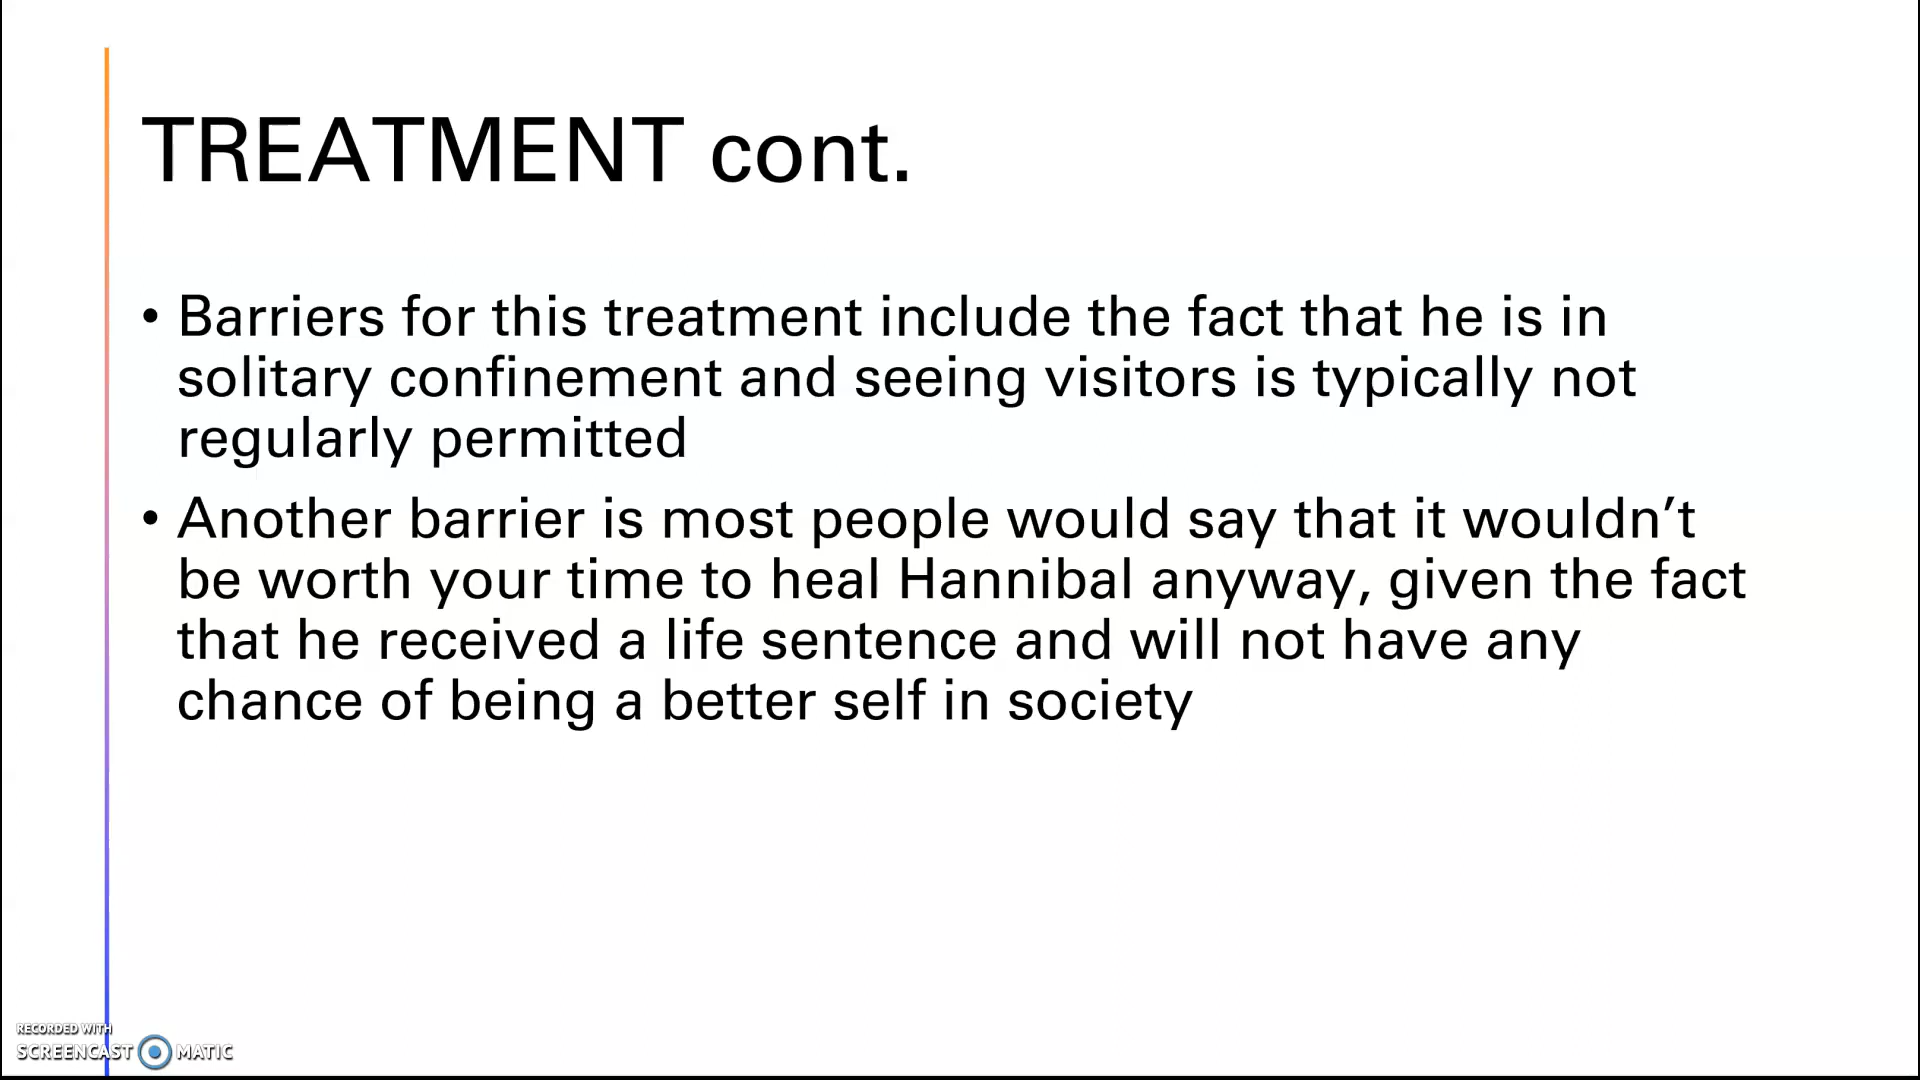 TREATMENT cont.
• Barriers for this treatment include the fact that he is in
solitary confinement and seeing visitors is typically not
regularly permitted
• Another barrier is most people would say that it wouldn’t
be worth your time to heal Hannibal anyway, given the fact
that he received a life sentence and will not have any
chance of being a better self in society
RECORDED WITH
SCREENCAST MATIC